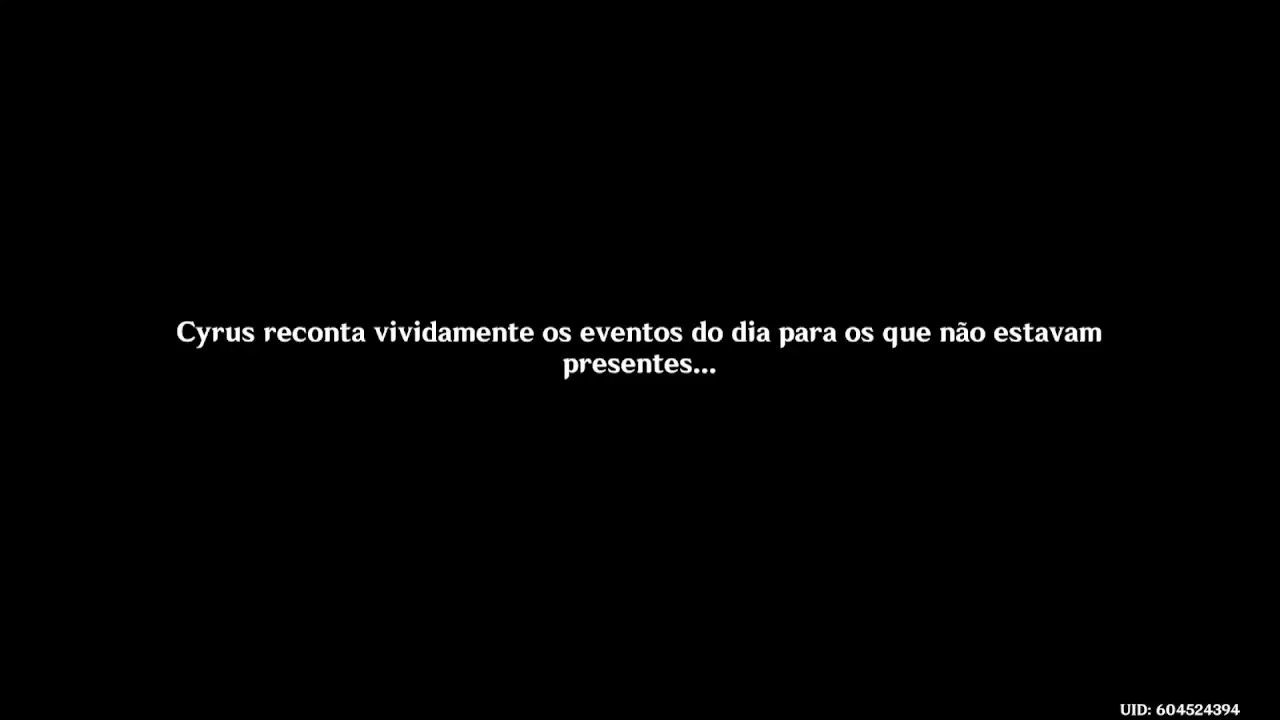 Cyrus reconta vividamente os eventos do dia para os que não estavam
presentes...
UID: 604524394